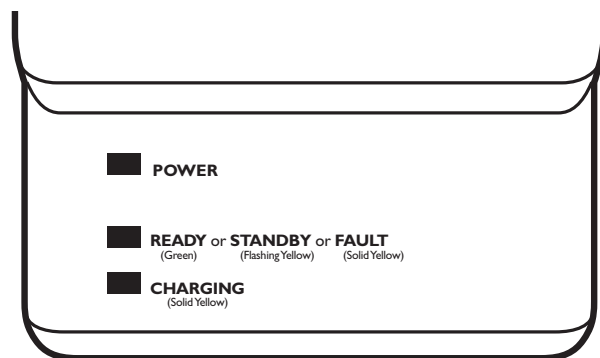 POWER
READY or STANDBY or FAULT
(Green) (Flashing Yellow) (Solid Yellow)
CHARGING
(Solid Yellow)